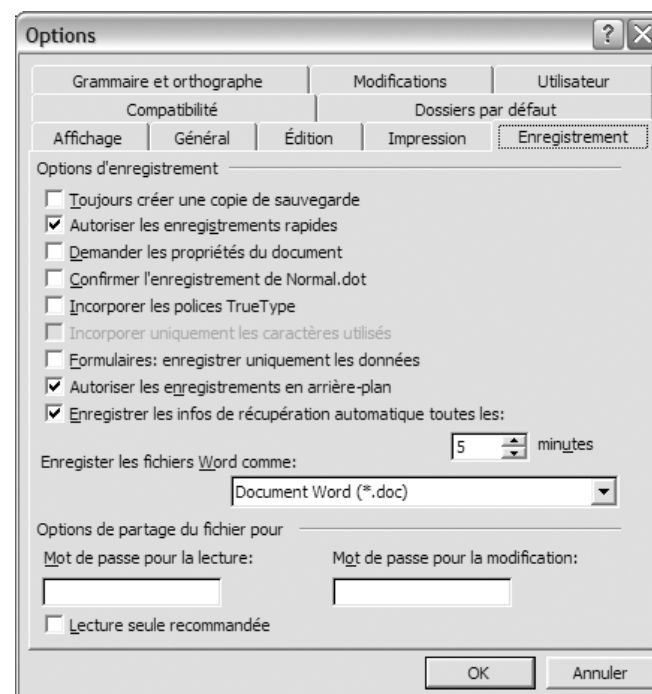 Options
Grammaire et orthographe Modifications Utilisateur
Compatibilité Dossiers par défaut
Affichage Général Édition Impression Enregistrement
Options d'enregistrement
Toujours créer une copie de sauvegarde
Autoriser les enregistrements rapides
Demander les propriétés du document
Confirmer l'enregistrement de Normal.dot
Incorporer les polices TrueType
Incorporer uniquement les caractères utilisés
Formulaires: enregistrer uniquement les données
Autoriser les enregistrements en arrière-plan
Enregistrer les infos de récupération automatique toutes les:
5 minutes
Enregister les fichiers Word comme:
Document Word (*.doc)
Options de partage du fichier pour
Mot de passe pour la lecture: Mot de passe pour la modification:
Lecture seule recommandée
OK Annuler